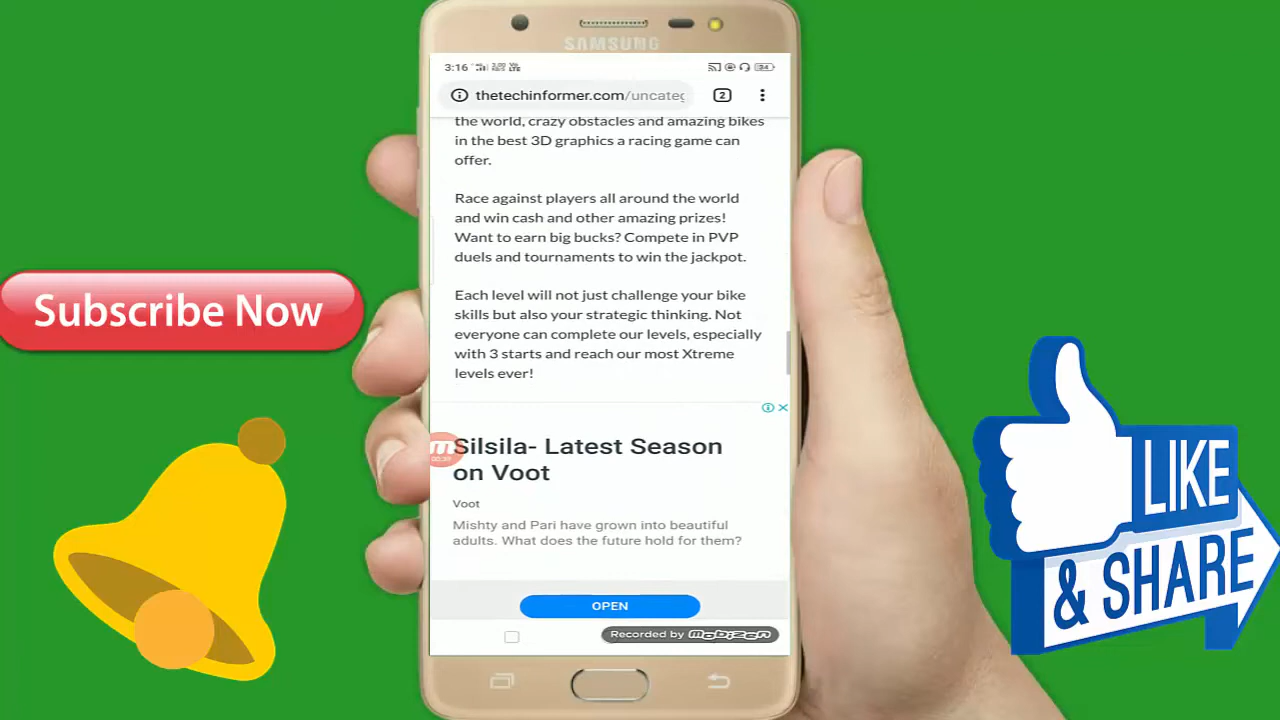 SAMSUNG
3:16
LTE
34
thetechinformer.com/uncateg
2
the world, crazy obstacles and amazing bikes
in the best 3D graphics a racing game can
offer.
Race against players all around the world
and win cash and other amazing prizes!
Want to earn big bucks? Compete in PVP
duels and tournaments to win the jackpot.
Each level will not just challenge your bike
skills but also your strategic thinking. Not
everyone can complete our levels, especially
with 3 starts and reach our most Xtreme
levels ever!
Silsila- Latest Season
on Voot
Voot
Mishty and Pari have grown into beautiful
adults. What does the future hold for them?
OPEN
Recorded by mobizen
Subscribe Now
LIKE
& SHARE